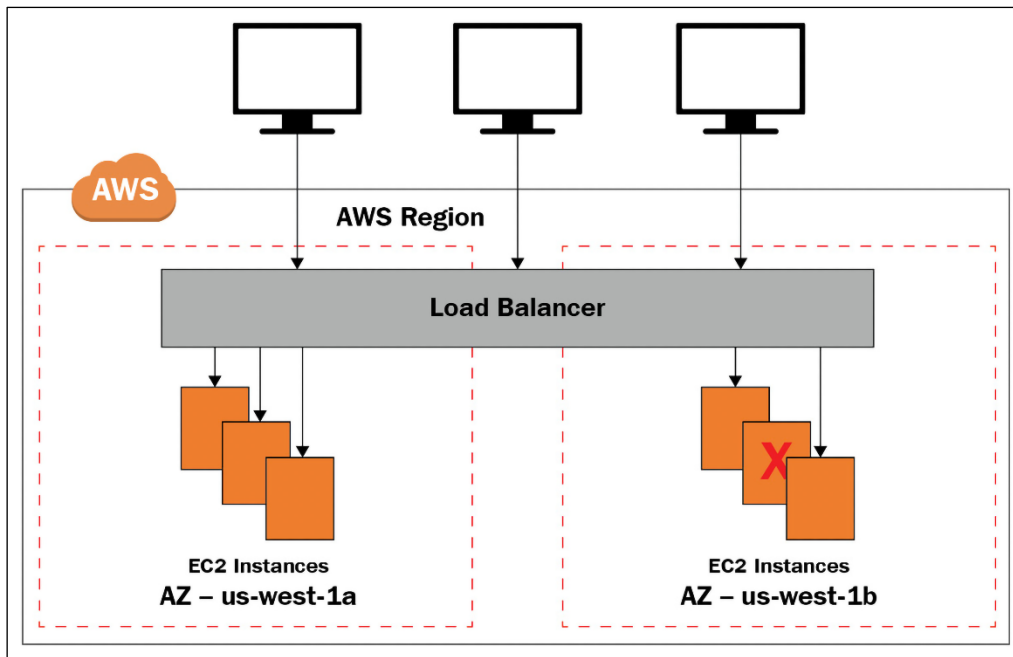 AWS
AWS Region
Load Balancer
X
EC2 Instances
AZ – us-west-1a
EC2 Instances
AZ – us-west-1b